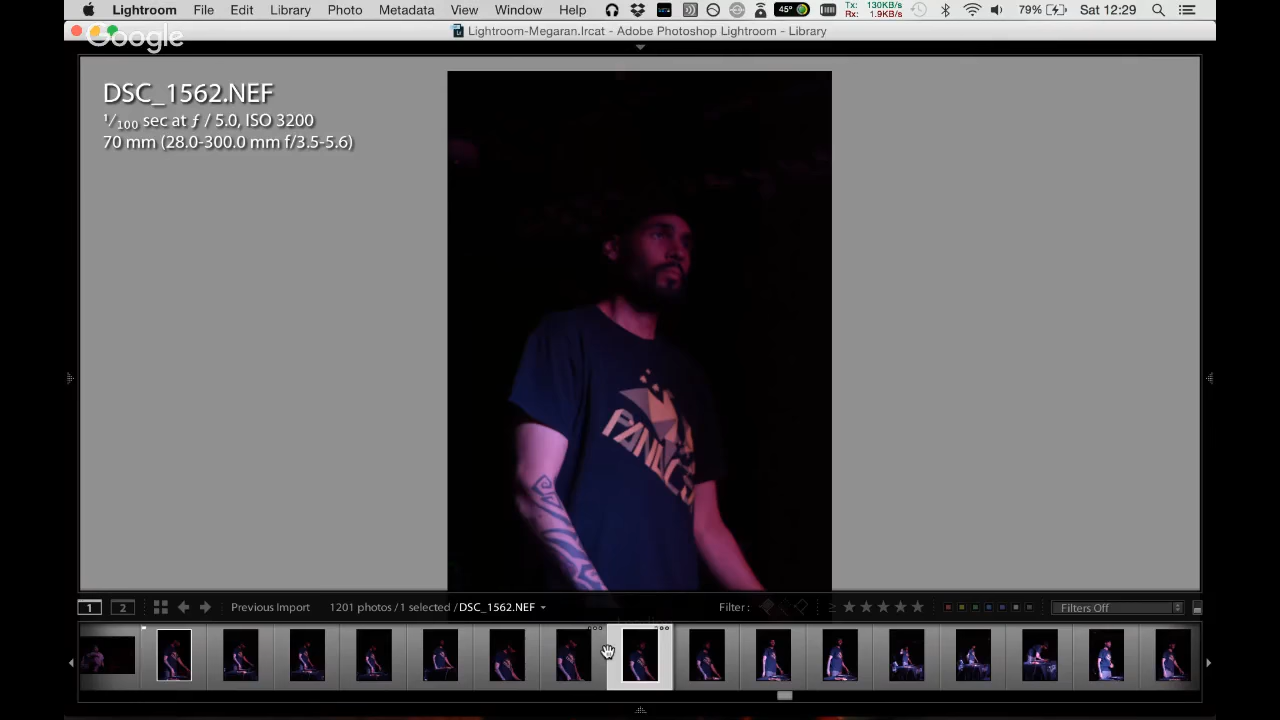 Lightroom File Edit Library Photo Metadata View Window Help 45° Tx: 130KB/s Rx: 1.9KB/s 79% Sat 12:29
Google
Lightroom-Megaran.lrcat - Adobe Photoshop Lightroom - Library
DSC_1562.NEF
1/100 sec at ƒ / 5.0, ISO 3200
70 mm (28.0-300.0 mm f/3.5-5.6)
1 2 Previous Import 1201 photos / 1 selected / DSC_1562.NEF Filter : ≥ Filters Off